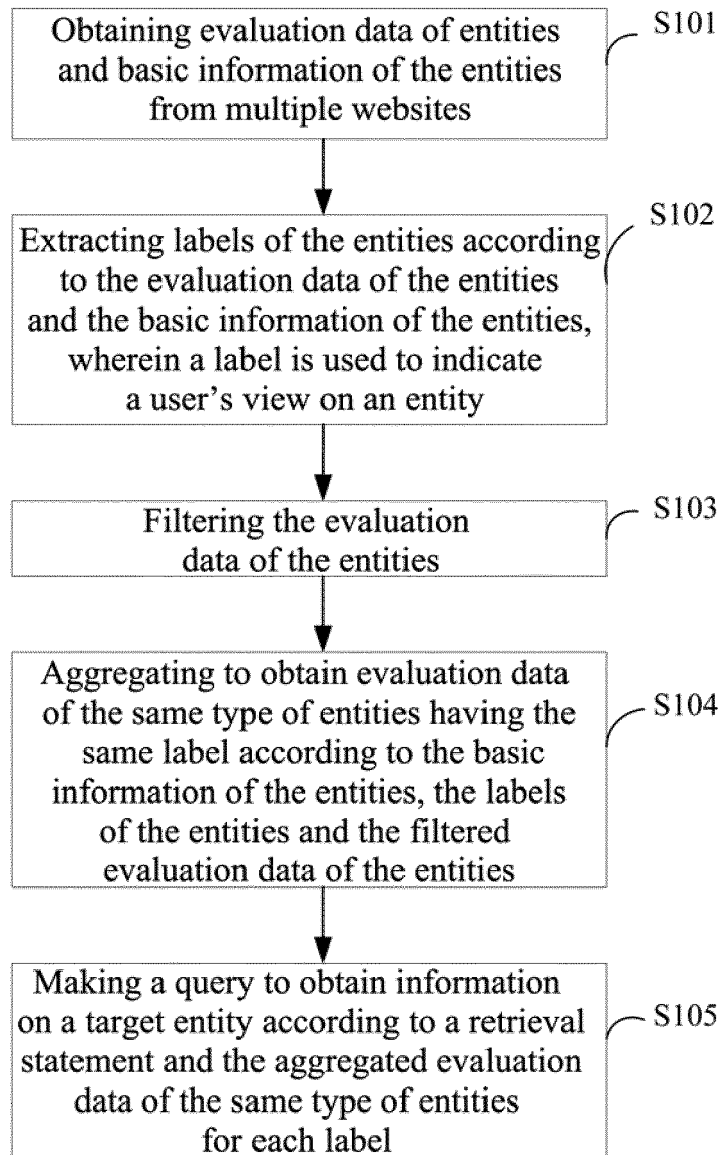 Obtaining evaluation data of entities
and basic information of the entities
from multiple websites
S101
Extracting labels of the entities according
to the evaluation data of the entities
and the basic information of the entities,
wherein a label is used to indicate
a user's view on an entity
S102
Filtering the evaluation
data of the entities
S103
Aggregating to obtain evaluation data
of the same type of entities having the
same label according to the basic
information of the entities, the labels
of the entities and the filtered
evaluation data of the entities
S104
Making a query to obtain information
on a target entity according to a retrieval
statement and the aggregated evaluation
data of the same type of entities
for each label
S105